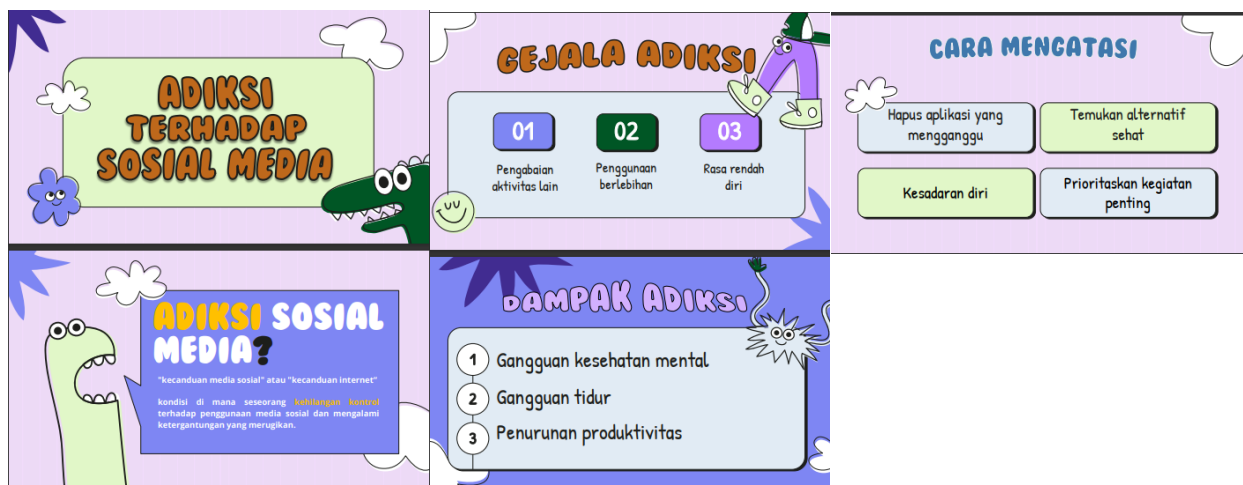 ADIKSI
TERHADAP
SOSIAL MEDIA
GEJALA ADIKSI
01
Pengabaian
aktivitas lain
02
Penggunaan
berlebihan
03
Rasa rendah
diri
CARA MENGATASI
Hapus aplikasi yang
mengganggu
Temukan alternatif
sehat
Kesadaran diri
Prioritaskan kegiatan
penting
ADIKSI SOSIAL
MEDIA?
"kecanduan media sosial" atau "kecanduan internet"
kondisi di mana seseorang kehilangan kontrol
terhadap penggunaan media sosial dan mengalami
ketergantungan yang merugikan.
DAMPAK ADIKSI
1 Gangguan kesehatan mental
2 Gangguan tidur
3 Penurunan produktivitas